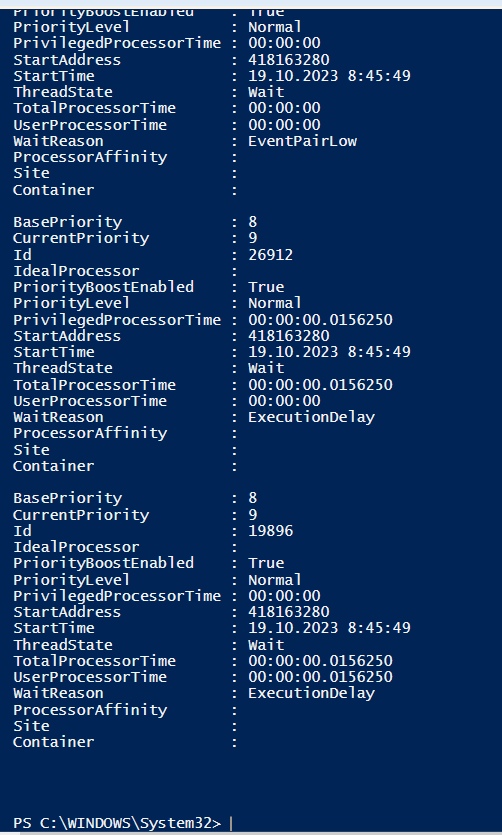 PriorityBoostEnabled : True
PriorityLevel : Normal
PrivilegedProcessorTime : 00:00:00
StartAddress : 418163280
StartTime : 19.10.2023 8:45:49
ThreadState : Wait
TotalProcessorTime : 00:00:00
UserProcessorTime : 00:00:00
WaitReason : EventPairLow
ProcessorAffinity :
Site :
Container :

BasePriority : 8
CurrentPriority : 9
Id : 26912
IdealProcessor :
PriorityBoostEnabled : True
PriorityLevel : Normal
PrivilegedProcessorTime : 00:00:00.0156250
StartAddress : 418163280
StartTime : 19.10.2023 8:45:49
ThreadState : Wait
TotalProcessorTime : 00:00:00.0156250
UserProcessorTime : 00:00:00
WaitReason : ExecutionDelay
ProcessorAffinity :
Site :
Container :

BasePriority : 8
CurrentPriority : 9
Id : 19896
IdealProcessor :
PriorityBoostEnabled : True
PriorityLevel : Normal
PrivilegedProcessorTime : 00:00:00
StartAddress : 418163280
StartTime : 19.10.2023 8:45:49
ThreadState : Wait
TotalProcessorTime : 00:00:00.0156250
UserProcessorTime : 00:00:00.0156250
WaitReason : ExecutionDelay
ProcessorAffinity :
Site :
Container :

PS C:\WINDOWS\System32>